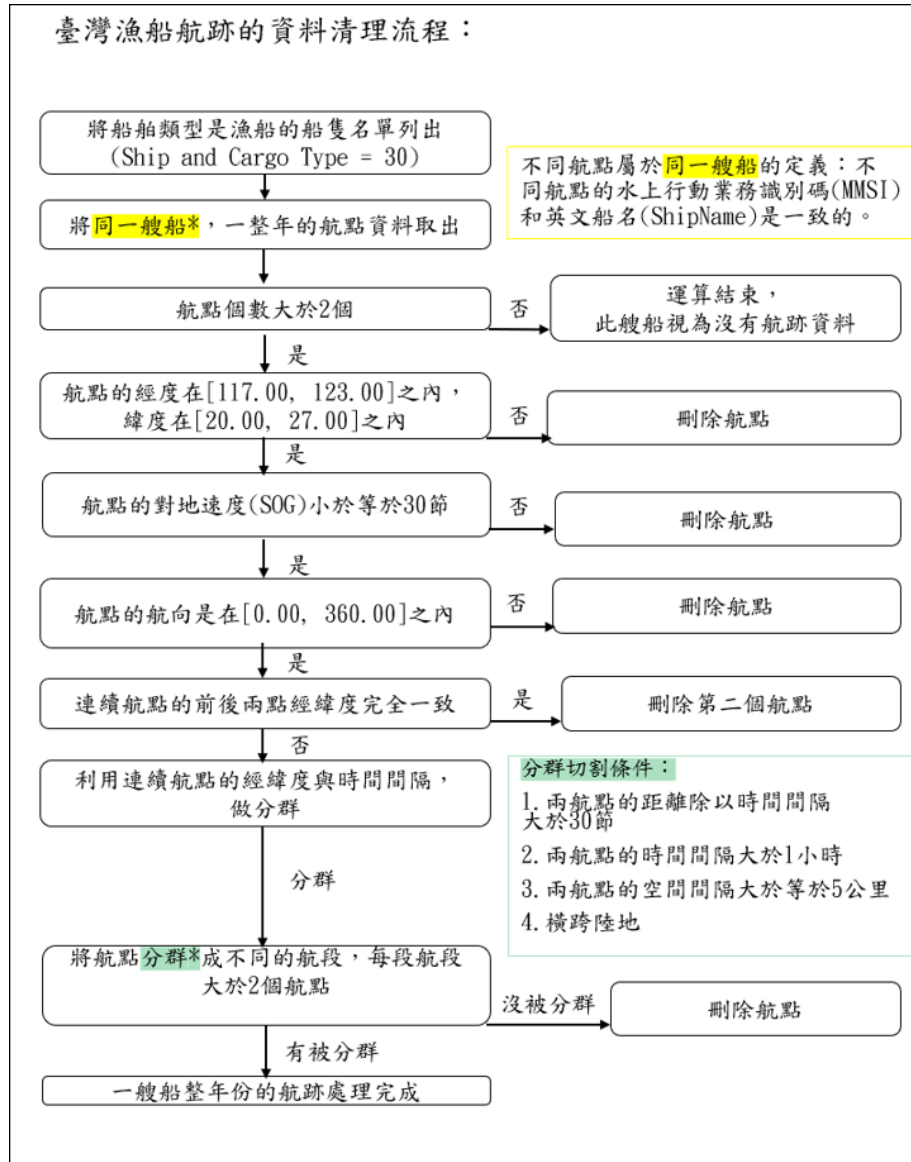 臺灣漁船航跡的資料清理流程：
將船舶類型是漁船的船隻名單列出
(Ship and Cargo Type = 30)
不同航點屬於同一艘船的定義：不
同航點的水上行動業務識別碼(MMSI)
和英文船名(ShipName)是一致的。
將同一艘船*，一整年的航點資料取出
航點個數大於2個
否
運算結束，
此艘船視為沒有航跡資料
是
航點的經度在[117.00, 123.00]之內，
緯度在[20.00, 27.00]之內
否
刪除航點
是
航點的對地速度(SOG)小於等於30節
否
刪除航點
是
航點的航向是在[0.00, 360.00]之內
否
刪除航點
是
連續航點的前後兩點經緯度完全一致
是
刪除第二個航點
否
利用連續航點的經緯度與時間間隔，
做分群
分群切割條件：
1.兩航點的距離除以時間間隔
大於30節
2.兩航點的時間間隔大於1小時
3.兩航點的空間間隔大於等於5公里
4.橫跨陸地
分群
將航點分群*成不同的航段，每段航段
大於2個航點
沒被分群
刪除航點
有被分群
一艘船整年份的航跡處理完成